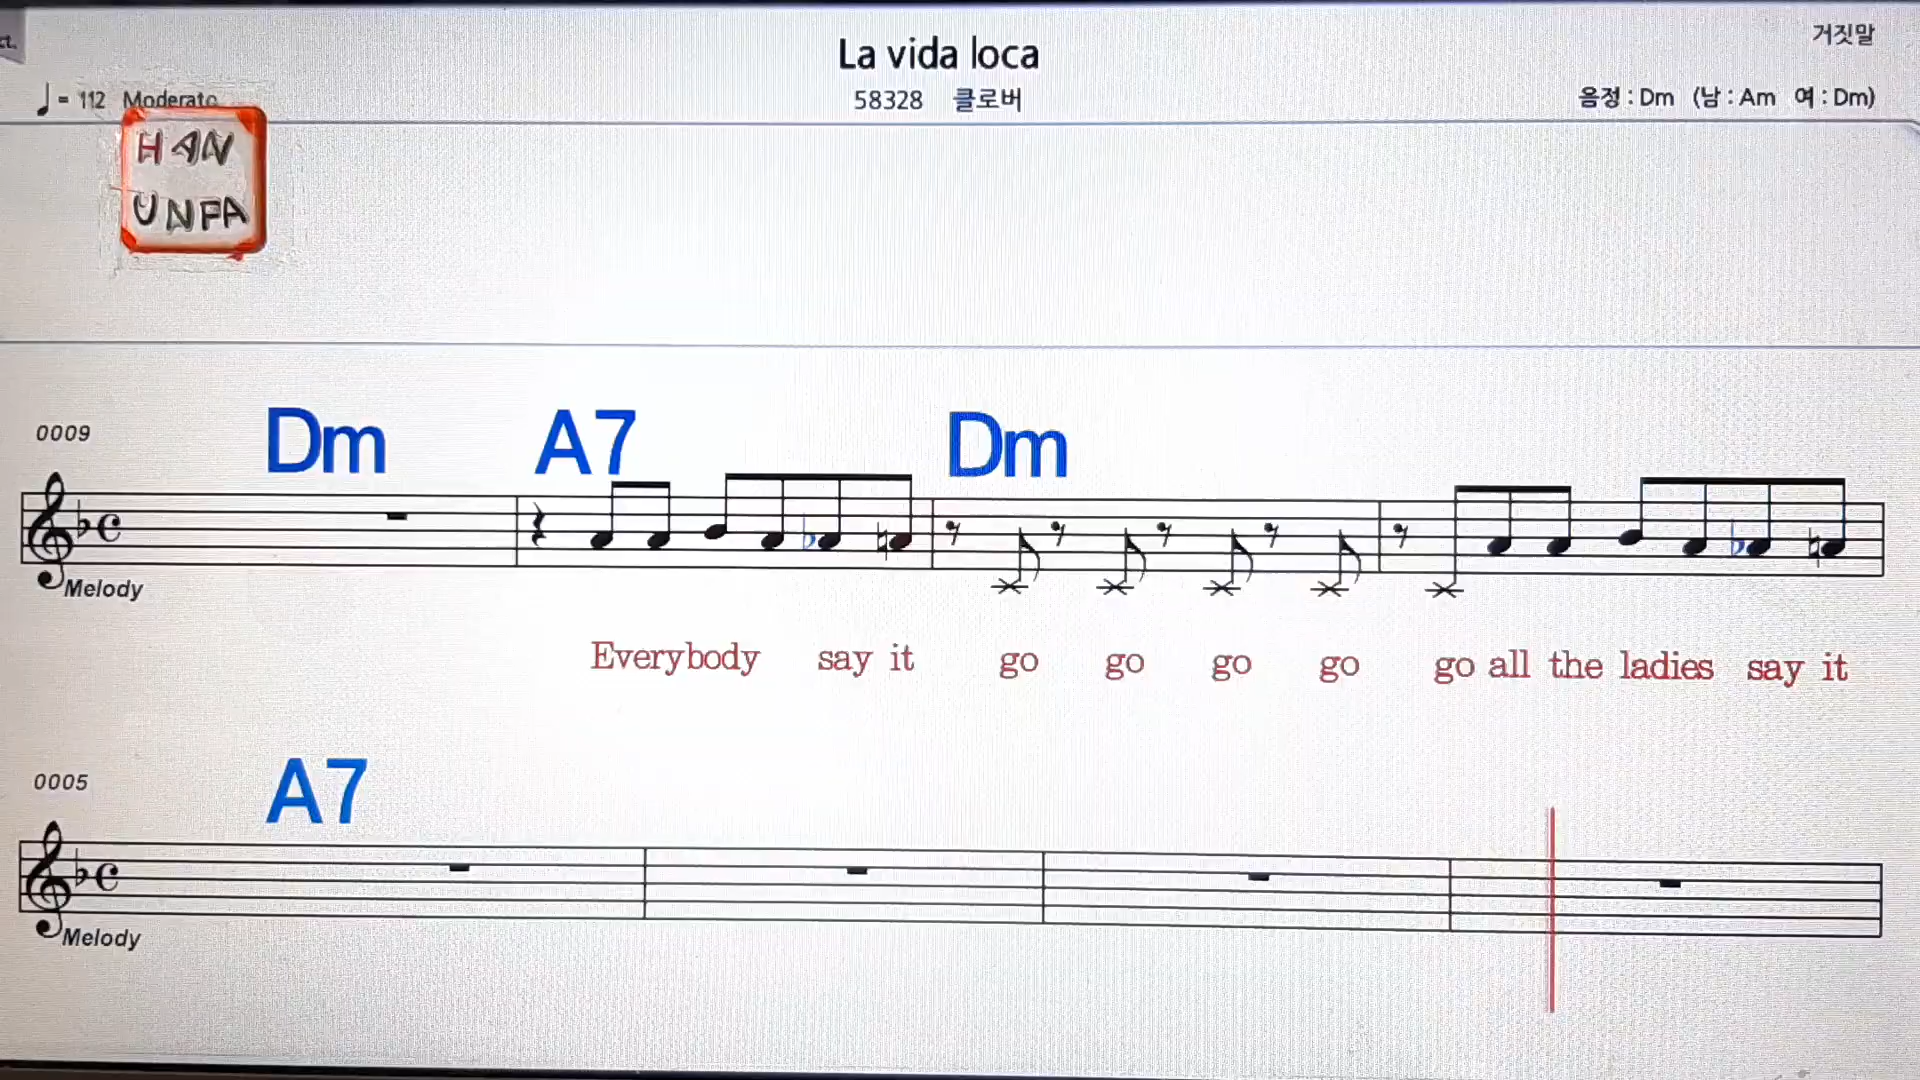 La vida loca
거짓말
= 112 Moderato
58328 클로버
음정 : Dm (남 : Am 여 : Dm)
HAN
UNFA
0009
Dm A7 Dm
Melody
Everybody say it go go go go go all the ladies say it
0005
A7
Melody